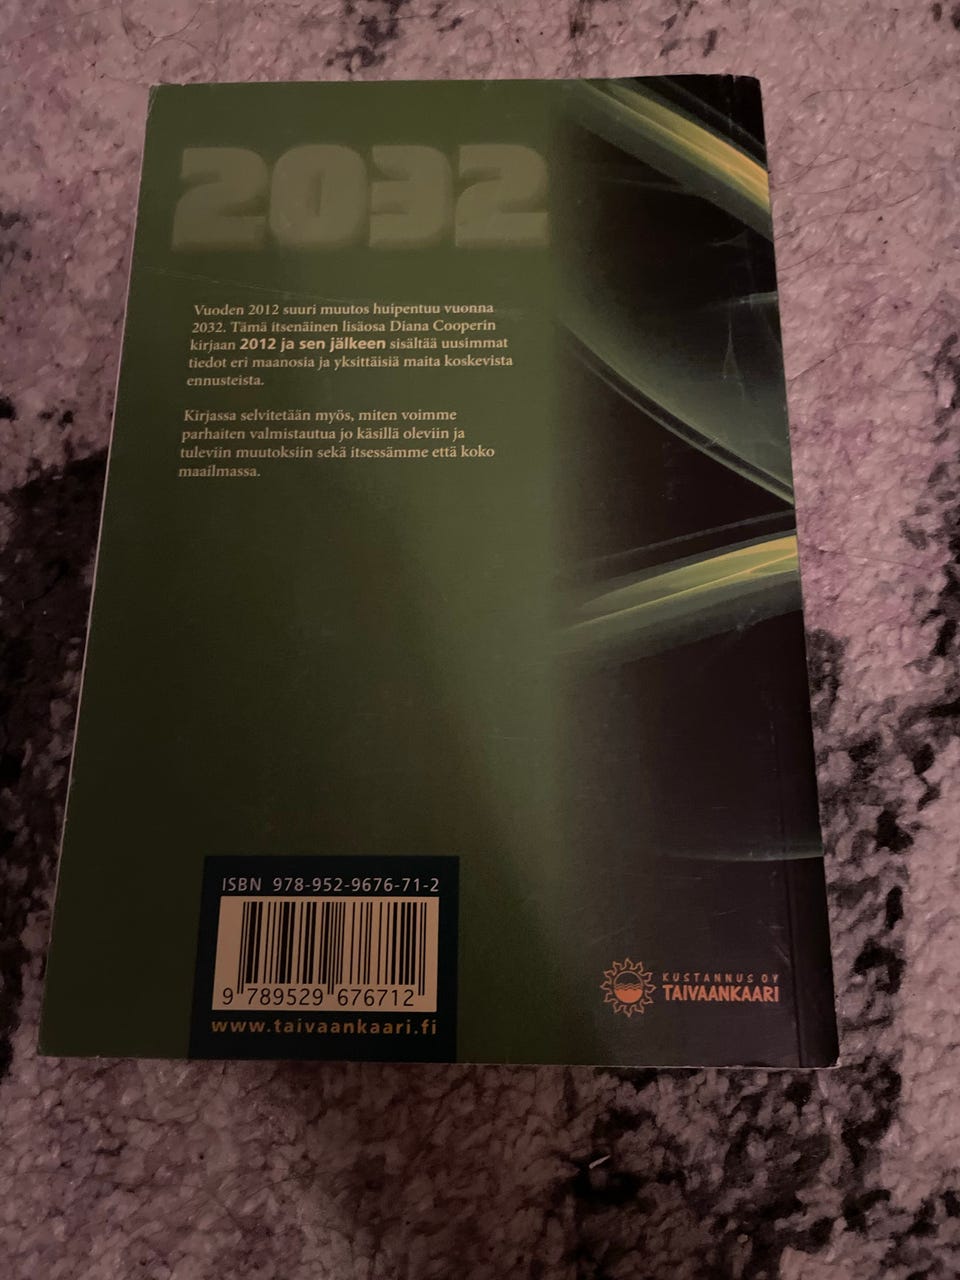 2032
Vuoden 2012 suuri muutos huipentuu vuonna
2032. Tämä itsenäinen lisäosa Diana Cooperin
kirjaan 2012 ja sen jälkeen sisältää uusimmat
tiedot eri maanosia ja yksittäisiä maita koskevista
ennusteista.
Kirjassa selvitetään myös, miten voimme
parhaiten valmistautua jo käsillä oleviin ja
tuleviin muutoksiin sekä itsessämme että koko
maailmassa.
ISBN 978-952-9676-71-2
9 789529 676712
www.taivaankaari.fi
KUSTANNUS OY
TAIVAANKAARI